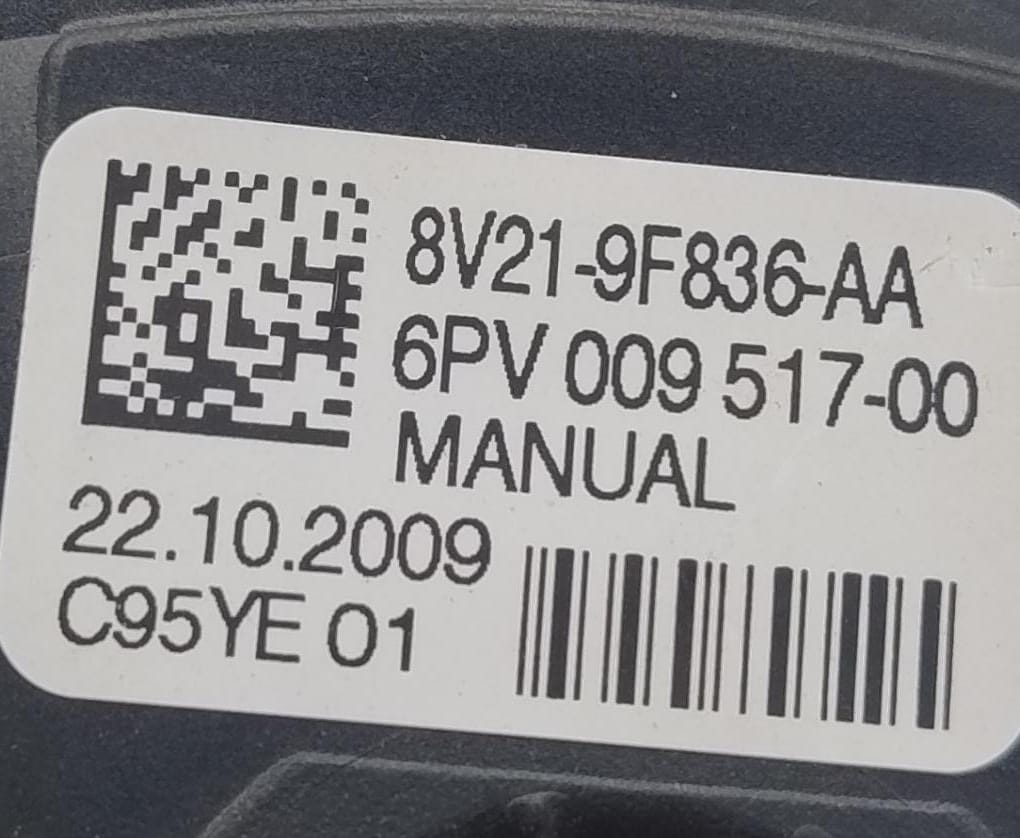 8V21-9F836-AA
6PV 009 517-00
MANUAL
22.10.2009
C95YE 01